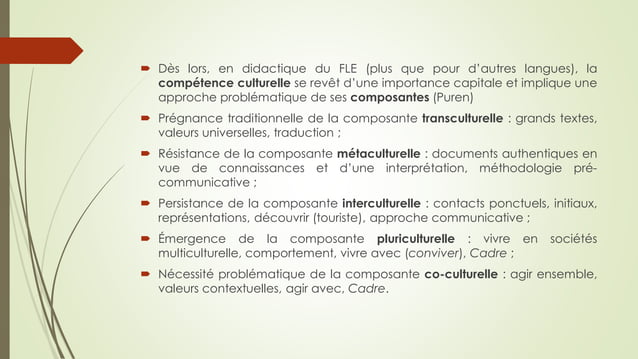 Dès lors, en didactique du FLE (plus que pour d’autres langues), la
compétence culturelle se revêt d’une importance capitale et implique une
approche problématique de ses composantes (Puren)
Prégnance traditionnelle de la composante transculturelle : grands textes,
valeurs universelles, traduction ;
Résistance de la composante métaculturelle : documents authentiques en
vue de connaissances et d’une interprétation, méthodologie pré-
communicative ;
Persistance de la composante interculturelle : contacts ponctuels, initiaux,
représentations, découvrir (touriste), approche communicative ;
Émergence de la composante pluriculturelle : vivre en sociétés
multiculturelle, comportement, vivre avec (conviver), Cadre ;
Nécessité problématique de la composante co-culturelle : agir ensemble,
valeurs contextuelles, agir avec, Cadre.